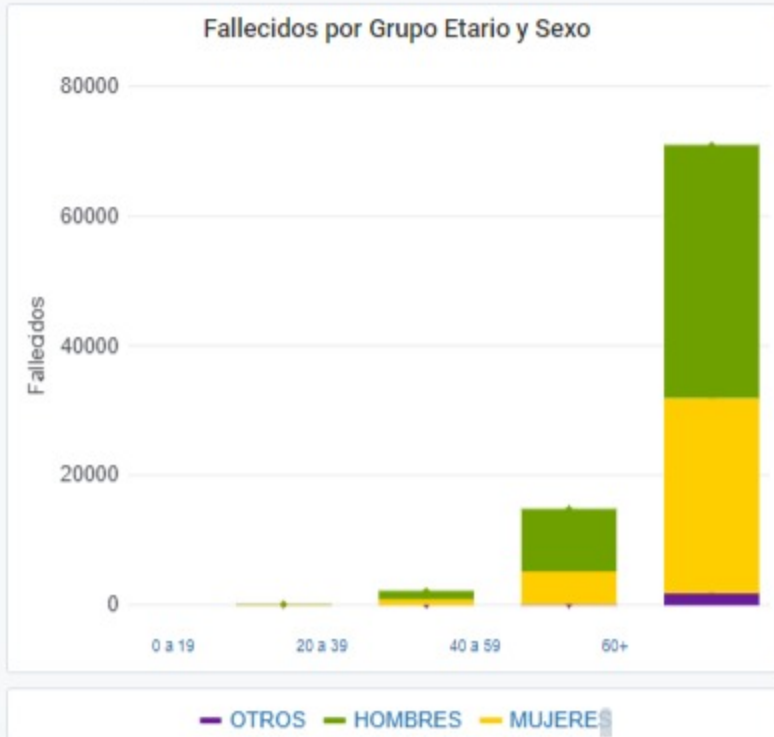 Fallecidos por Grupo Etario y Sexo
80000
60000
40000
20000
0
Fallecidos
0 a 19 20 a 39 40 a 59 60+
OTROS HOMBRES MUJERES